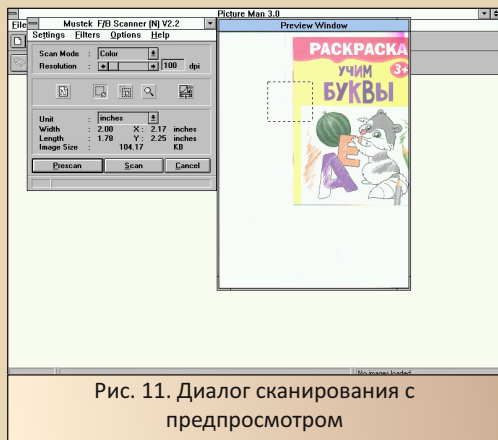 Picture Man 3.0
File
Mustek F/B Scanner (N) V2.2
Settings Filters Options Help
Scan Mode : Color
Resolution : 100 dpi
Unit : inches
Width : 2.00 X : 2.17 inches
Length : 1.78 Y : 2.25 inches
Image Size : 104.17 KB
Prescan Scan Cancel
Preview Window
РАСКРАСКА
УЧИМ 3+
БУКВЫ
А Е
No images loaded
Рис. 11. Диалог сканирования с
предпросмотром